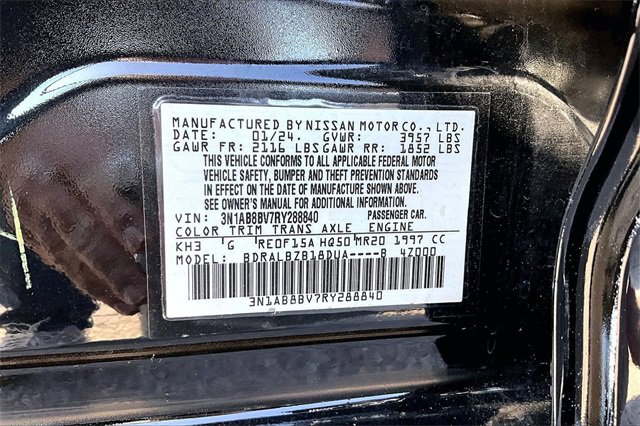 MANUFACTURED BY NISSAN MOTOR CO., LTD.
DATE: 01/24. GVWR: 3957 LBS
GAWR FR: 2116 LBS GAWR RR: 1852 LBS
THIS VEHICLE CONFORMS TO ALL APPLICABLE FEDERAL MOTOR
VEHICLE SAFETY, BUMPER AND THEFT PREVENTION STANDARDS
IN EFFECT ON THE DATE OF MANUFACTURE SHOWN ABOVE.
SEE OWNER'S MANUAL FOR ADDITIONAL INFORMATION.
VIN: 3N1AB8BV7RY288840 PASSENGER CAR
COLOR TRIM TRANS AXLE ENGINE
KH3 G RE0F15A HQ50 MR20 1997 CC
MODEL: BDRALBZB18DUA----B 4Z000
3N1AB8BV7RY288840